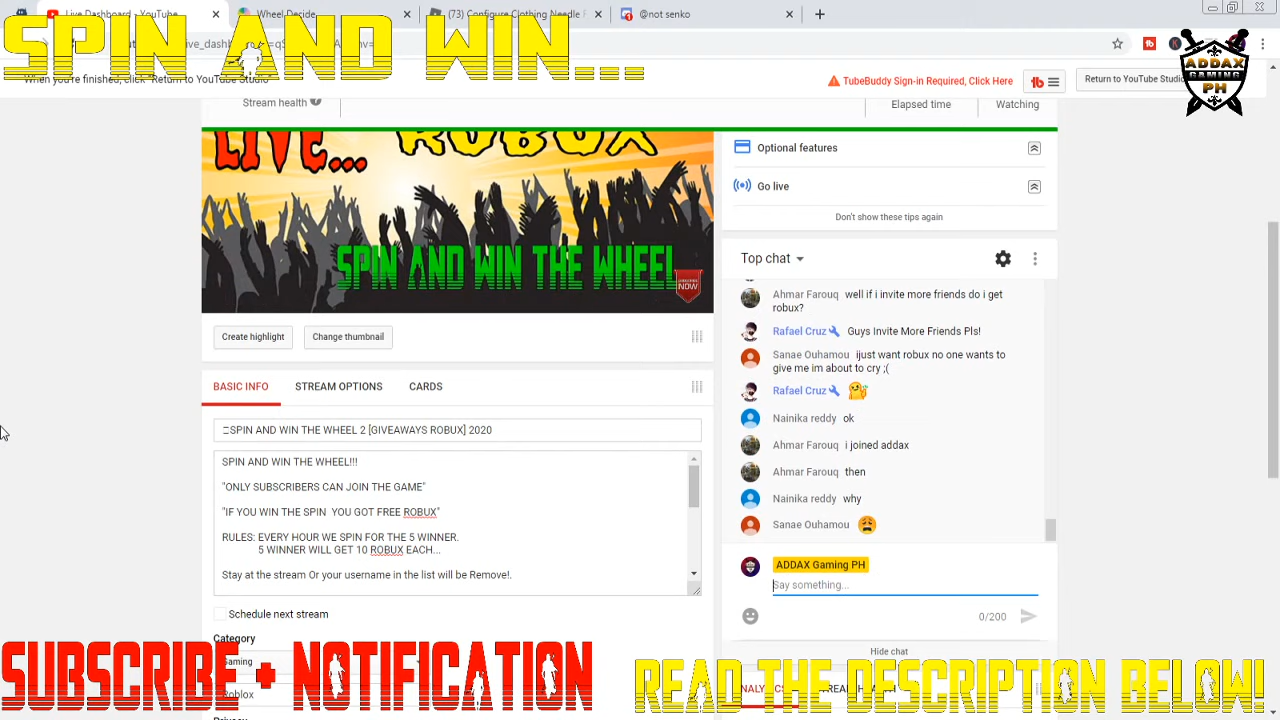 Live Dashboard - YouTube
Wheel Decide
(73) Configure Clothing Needle F
@not senko
SPIN AND WIN...
When you're finished, click "Return to YouTube Studio"
TubeBuddy Sign-in Required, Click Here
Return to YouTube Studio
ADDAX
GAMING
PH
Stream health
Elapsed time
Watching
LIVE... ROBUX
SPIN AND WIN THE WHEEL
NOW
Optional features
Go live
Don't show these tips again
Top chat
Ahmar Farouq well if i invite more friends do i get
robux?
Rafael Cruz Guys Invite More Friends Pls!
Sanae Ouhamou ijust want robux no one wants to
give me im about to cry ;(
Rafael Cruz
Nainika reddy ok
Ahmar Farouq i joined addax
Ahmar Farouq then
Nainika reddy why
Sanae Ouhamou
ADDAX Gaming PH
Say something...
0/200
Hide chat
Create highlight
Change thumbnail
BASIC INFO
STREAM OPTIONS
CARDS
SPIN AND WIN THE WHEEL 2 [GIVEAWAYS ROBUX] 2020
SPIN AND WIN THE WHEEL!!!
"ONLY SUBSCRIBERS CAN JOIN THE GAME"
"IF YOU WIN THE SPIN YOU GOT FREE ROBUX"
RULES: EVERY HOUR WE SPIN FOR THE 5 WINNER.
5 WINNER WILL GET 10 ROBUX EACH...
Stay at the stream Or your username in the list will be Remove!.
Schedule next stream
Category
Gaming
Roblox
SUBSCRIBE + NOTIFICATION
READ THE DESCRIPTION BELOW!